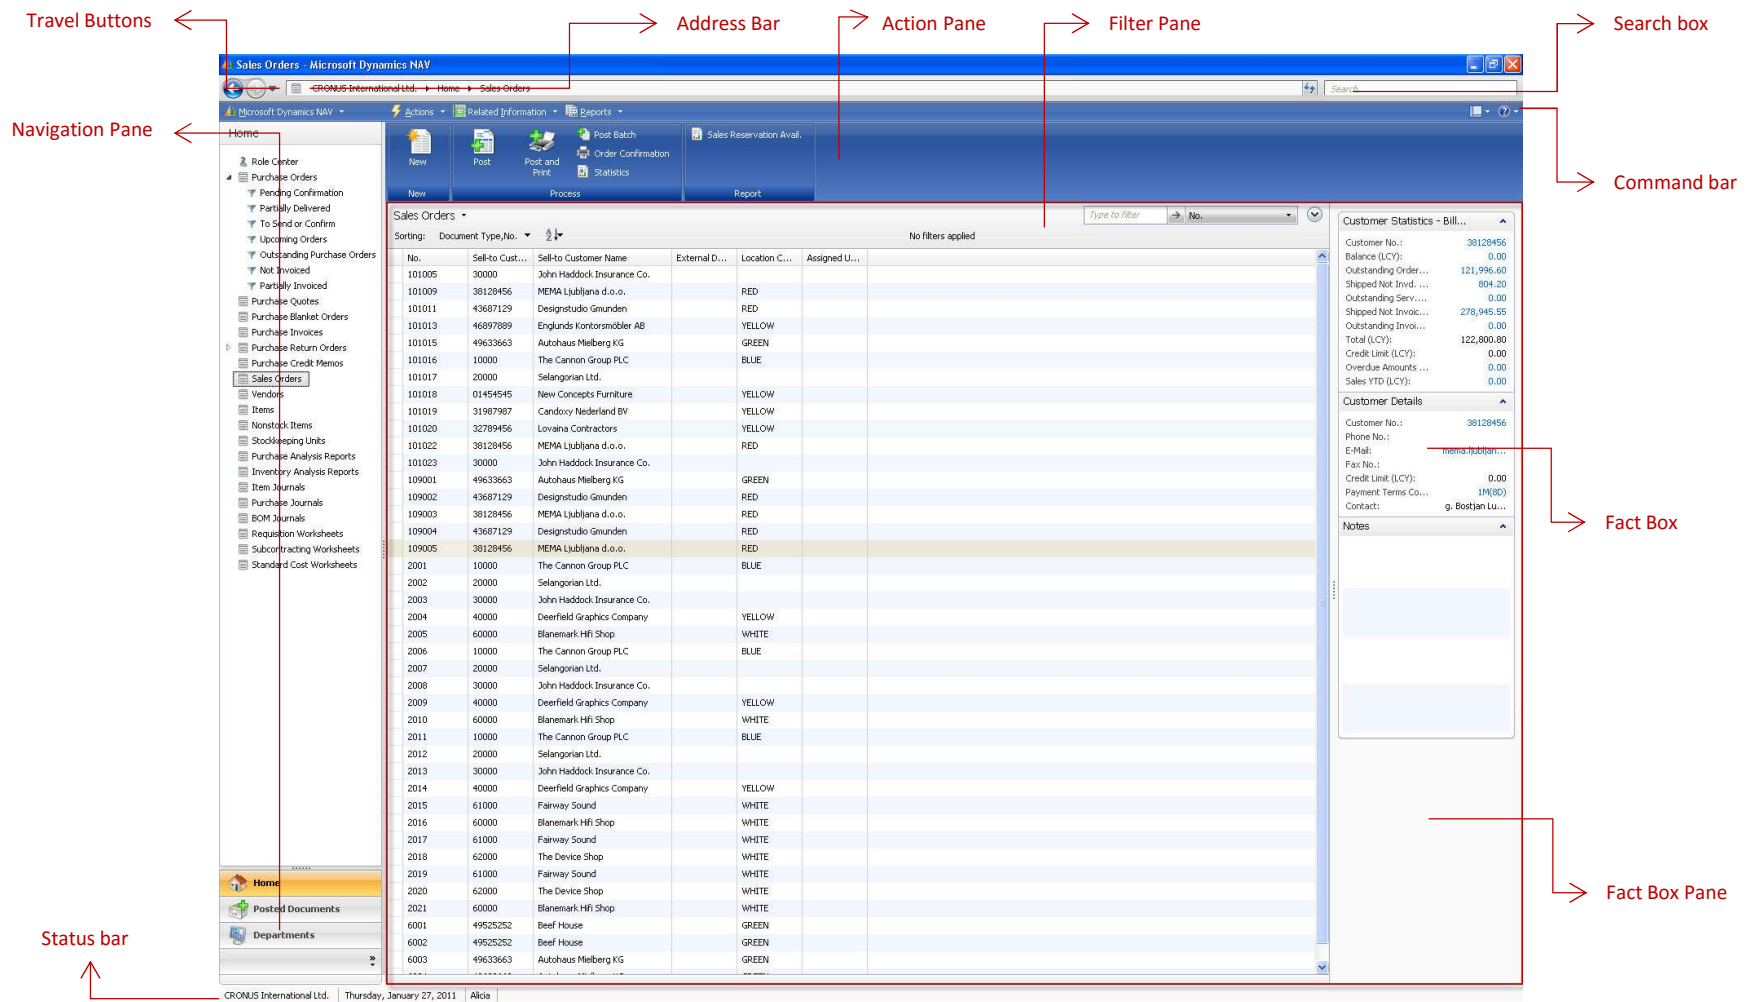 Travel Buttons
Address Bar
Action Pane
Filter Pane
Search box
Sales Orders - Microsoft Dynamics NAV
CRONUS International Ltd. Home Sales Orders
Search
Microsoft Dynamics NAV
Actions Related Information Reports
Navigation Pane
Command bar
Home
Role Center
Purchase Orders
Pending Confirmation
Partially Delivered
To Send or Confirm
Upcoming Orders
Outstanding Purchase Orders
Not Invoiced
Partially Invoiced
Purchase Quotes
Purchase Blanket Orders
Purchase Invoices
Purchase Return Orders
Purchase Credit Memos
Sales Orders
Vendors
Items
Nonstock Items
Stockkeeping Units
Purchase Analysis Reports
Inventory Analysis Reports
Item Journals
Purchase Journals
BOM Journals
Requisition Worksheets
Subcontracting Worksheets
Standard Cost Worksheets
Home
Posted Documents
Departments
New
New
Post
Post and Print
Post Batch
Order Confirmation
Statistics
Process
Sales Reservation Avail.
Report
Sales Orders
Type to filter No.
Sorting: Document Type,No.
No filters applied
No. Sell-to Cust... Sell-to Customer Name External D... Location C... Assigned U...
101005 30000 John Haddock Insurance Co.
101009 38128456 MEMA Ljubljana d.o.o. RED
101011 43687129 Designstudio Gmunden RED
101013 46897889 Englunds Kontorsmöbler AB YELLOW
101015 49633663 Autohaus Mielberg KG GREEN
101016 10000 The Cannon Group PLC BLUE
101017 20000 Selangorian Ltd.
101018 01454545 New Concepts Furniture YELLOW
101019 31987987 Candoxy Nederland BV YELLOW
101020 32789456 Lovaina Contractors YELLOW
101022 38128456 MEMA Ljubljana d.o.o. RED
101023 30000 John Haddock Insurance Co.
109001 49633663 Autohaus Mielberg KG GREEN
109002 43687129 Designstudio Gmunden RED
109003 38128456 MEMA Ljubljana d.o.o. RED
109004 43687129 Designstudio Gmunden RED
109005 38128456 MEMA Ljubljana d.o.o. RED
2001 10000 The Cannon Group PLC BLUE
2002 20000 Selangorian Ltd.
2003 30000 John Haddock Insurance Co.
2004 40000 Deerfield Graphics Company YELLOW
2005 60000 Blanemark Hifi Shop WHITE
2006 10000 The Cannon Group PLC BLUE
2007 20000 Selangorian Ltd.
2008 30000 John Haddock Insurance Co.
2009 40000 Deerfield Graphics Company YELLOW
2010 60000 Blanemark Hifi Shop WHITE
2011 10000 The Cannon Group PLC BLUE
2012 20000 Selangorian Ltd.
2013 30000 John Haddock Insurance Co.
2014 40000 Deerfield Graphics Company YELLOW
2015 61000 Fairway Sound WHITE
2016 60000 Blanemark Hifi Shop WHITE
2017 61000 Fairway Sound WHITE
2018 62000 The Device Shop WHITE
2019 61000 Fairway Sound WHITE
2020 62000 The Device Shop WHITE
2021 60000 Blanemark Hifi Shop WHITE
6001 49525252 Beef House GREEN
6002 49525252 Beef House GREEN
6003 49633663 Autohaus Mielberg KG GREEN
Customer Statistics - Bill...
Customer No.: 38128456
Balance (LCY): 0.00
Outstanding Order... 121,996.60
Shipped Not Invd. ... 804.20
Outstanding Serv.... 0.00
Shipped Not Invoic... 278,945.55
Outstanding Invoi... 0.00
Total (LCY): 122,800.80
Credit Limit (LCY): 0.00
Overdue Amounts ... 0.00
Sales YTD (LCY): 0.00
Customer Details
Customer No.: 38128456
Phone No.:
E-Mail: mema.ljubljan...
Fax No.:
Credit Limit (LCY): 0.00
Payment Terms Co... 1M(8D)
Contact: g. Bostjan Lu...
Notes
Fact Box
Fact Box Pane
Status bar
CRONUS International Ltd. Thursday, January 27, 2011 Alicia